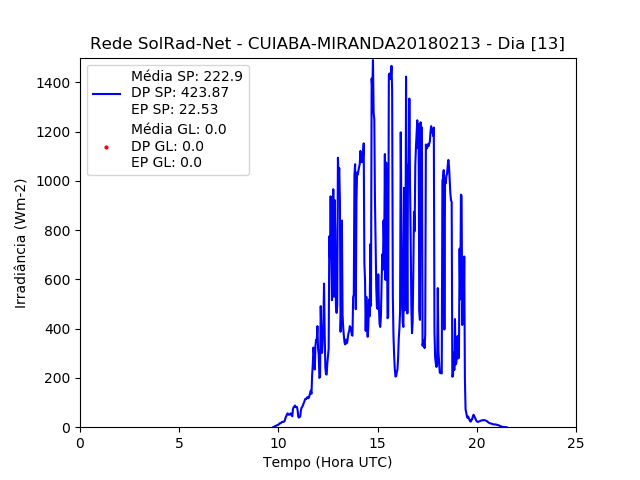 Rede SolRad-Net - CUIABA-MIRANDA20180213 - Dia [13]
Média SP: 222.9
DP SP: 423.87
EP SP: 22.53
Média GL: 0.0
DP GL: 0.0
EP GL: 0.0
1400
1200
1000
800
600
400
200
0
Irradiância (Wm-2)
0 5 10 15 20 25
Tempo (Hora UTC)